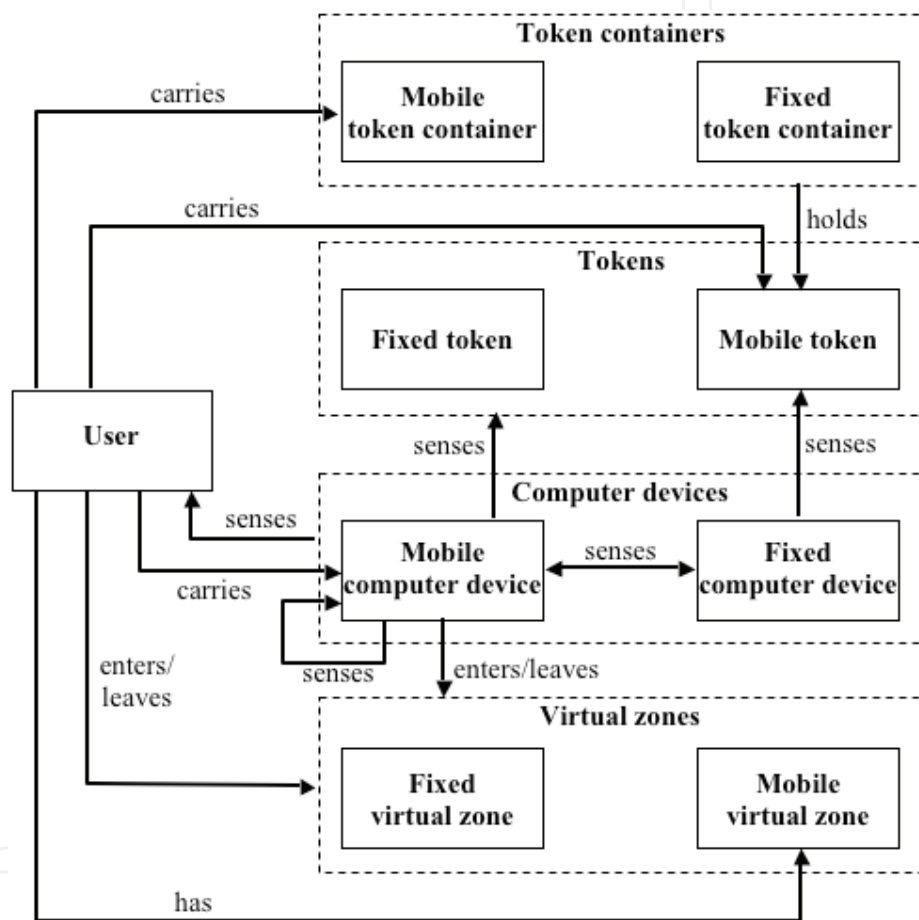 Token containers
carries
Mobile
token container
Fixed
token container
carries
holds
Tokens
Fixed token
Mobile token
User
senses
senses
Computer devices
senses
Mobile
computer device
senses
Fixed
computer device
carries
senses
enters/leaves
enters/
leaves
Virtual zones
Fixed
virtual zone
Mobile
virtual zone
has